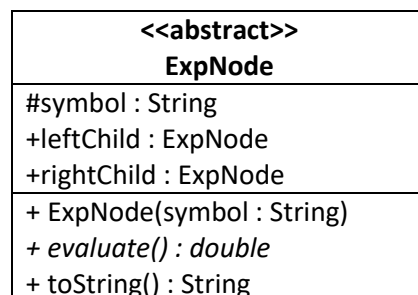 <<abstract>>
ExpNode
#symbol : String
+leftChild : ExpNode
+rightChild : ExpNode
+ ExpNode(symbol : String)
+ evaluate() : double
+ toString() : String